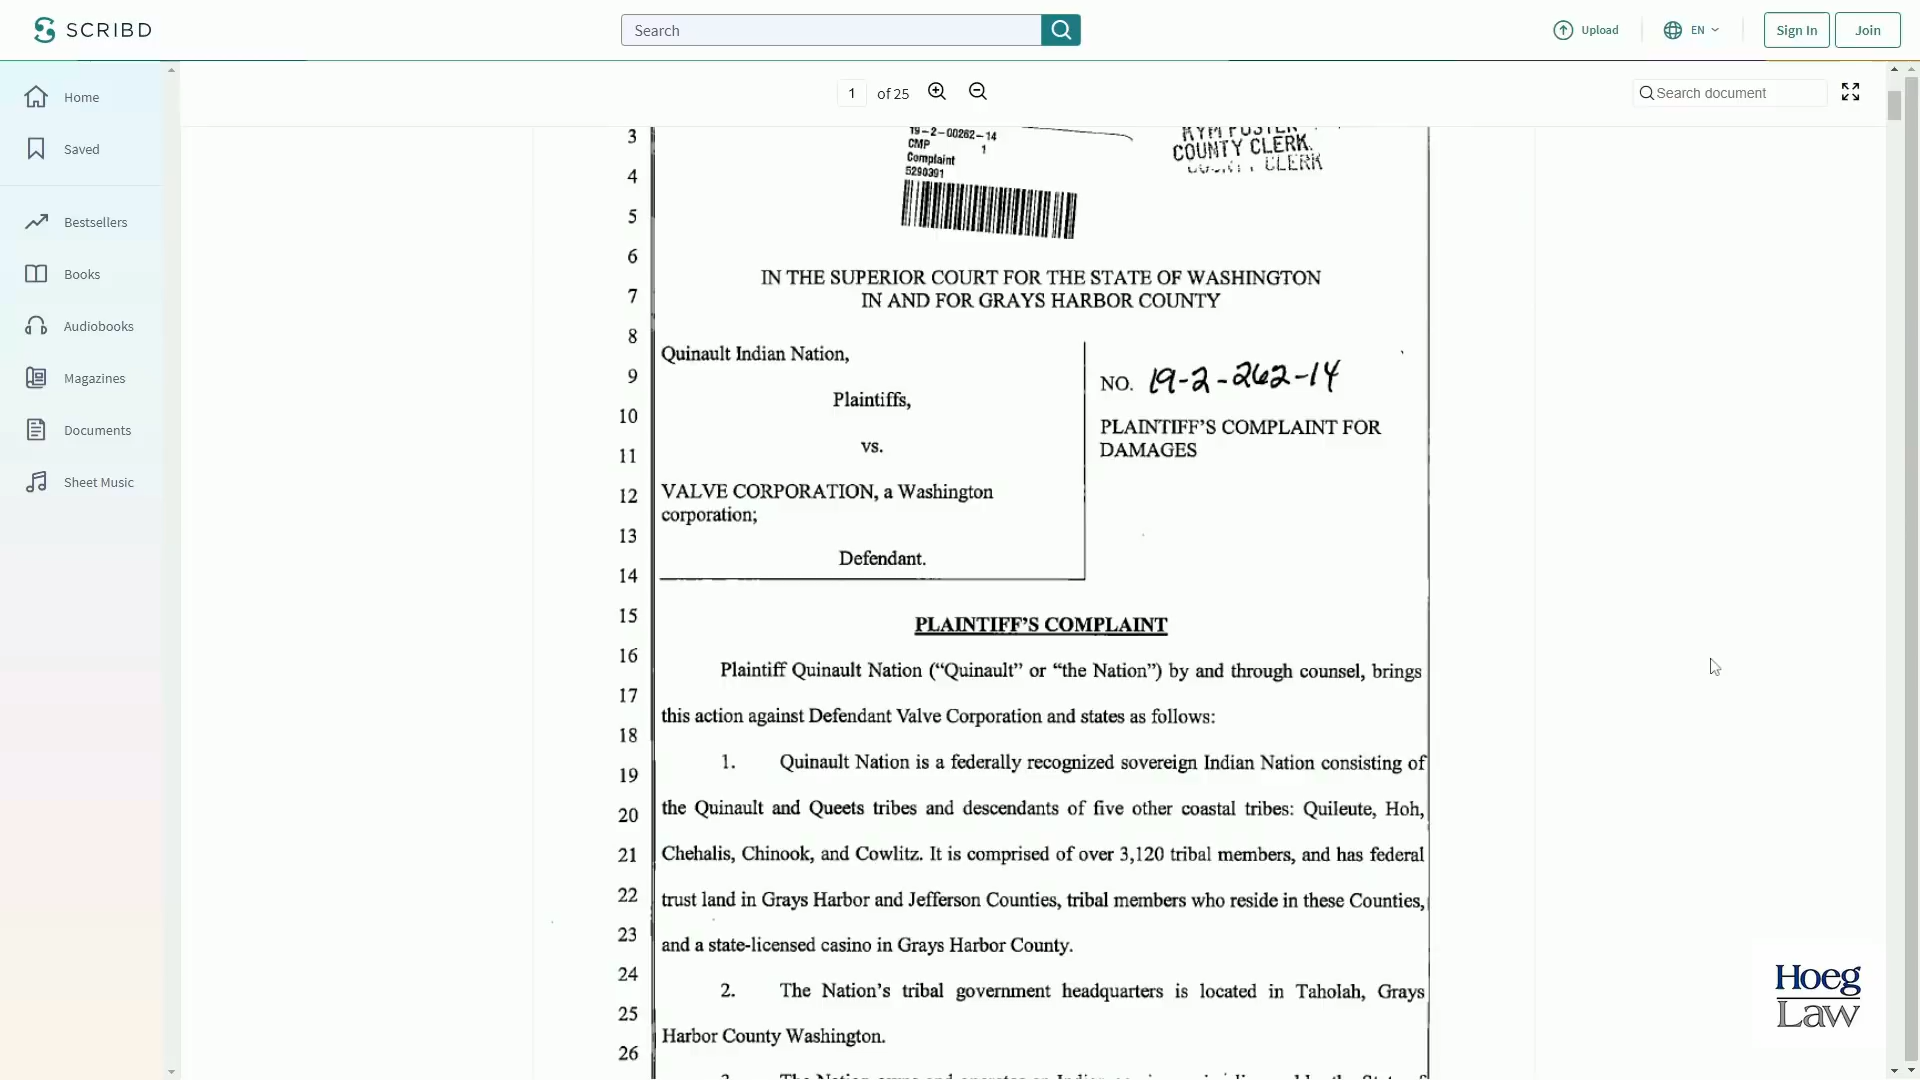 SCRIBD
Search
Upload
EN
Sign In
Join
Home
Saved
Bestsellers
Books
Audiobooks
Magazines
Documents
Sheet Music
1 of 25
Search document
3
19-2-00262-14
CMP
1
Complaint
5290391
COUNTY CLERK
COUNTY CLERK
4
5
6
IN THE SUPERIOR COURT FOR THE STATE OF WASHINGTON
7
IN AND FOR GRAYS HARBOR COUNTY
8
Quinault Indian Nation,
9
NO. 19-2-262-14
Plaintiffs,
10
PLAINTIFF'S COMPLAINT FOR
DAMAGES
11
vs.
12
VALVE CORPORATION, a Washington
corporation;
13
Defendant.
14
15
PLAINTIFF'S COMPLAINT
16
Plaintiff Quinault Nation (“Quinault” or “the Nation”) by and through counsel, brings
17
this action against Defendant Valve Corporation and states as follows:
18
1. Quinault Nation is a federally recognized sovereign Indian Nation consisting of
19
the Quinault and Queets tribes and descendants of five other coastal tribes: Quileute, Hoh,
20
21
Chehalis, Chinook, and Cowlitz. It is comprised of over 3,120 tribal members, and has federal
22
trust land in Grays Harbor and Jefferson Counties, tribal members who reside in these Counties,
23
and a state-licensed casino in Grays Harbor County.
24
2. The Nation's tribal government headquarters is located in Taholah, Grays
25
Harbor County Washington.
26
Hoeg
Law